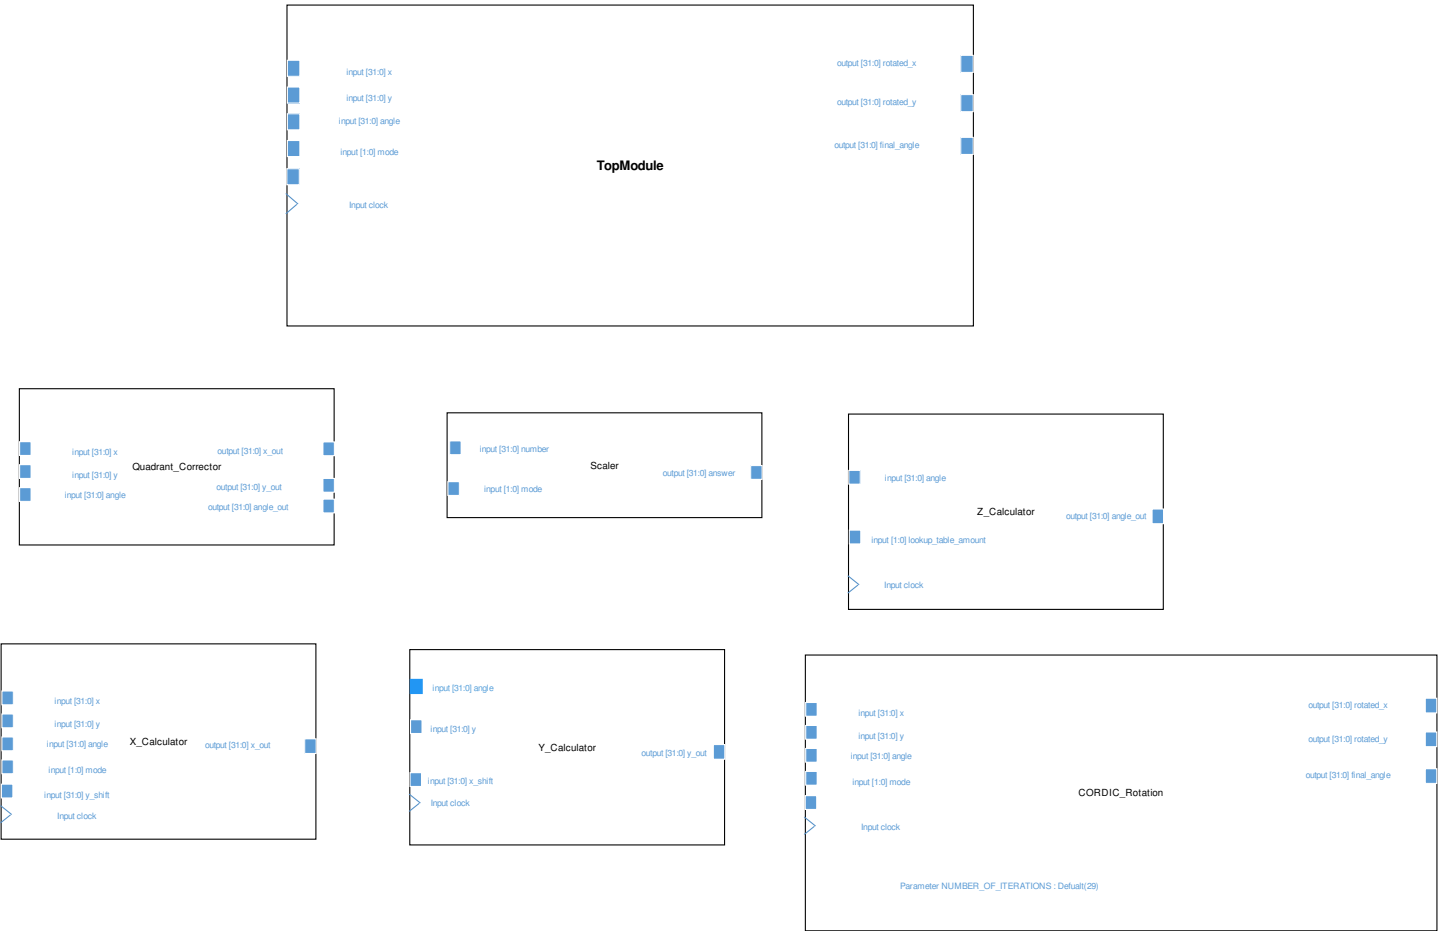 input [31:0] x
input [31:0] y
input [31:0] angle
input [1:0] mode
Input clock
TopModule
output [31:0] rotated_x
output [31:0] rotated_y
output [31:0] final_angle
input [31:0] x
input [31:0] y
input [31:0] angle
Quadrant_Corrector
output [31:0] x_out
output [31:0] y_out
output [31:0] angle_out
input [31:0] number
input [1:0] mode
Scaler
output [31:0] answer
input [31:0] angle
input [1:0] lookup_table_amount
Input clock
Z_Calculator
output [31:0] angle_out
input [31:0] x
input [31:0] y
input [31:0] angle
input [1:0] mode
input [31:0] y_shift
Input clock
X_Calculator
output [31:0] x_out
input [31:0] angle
input [31:0] y
input [31:0] x_shift
Input clock
Y_Calculator
output [31:0] y_out
input [31:0] x
input [31:0] y
input [31:0] angle
input [1:0] mode
Input clock
CORDIC_Rotation
output [31:0] rotated_x
output [31:0] rotated_y
output [31:0] final_angle
Parameter NUMBER_OF_ITERATIONS : Defualt(29)